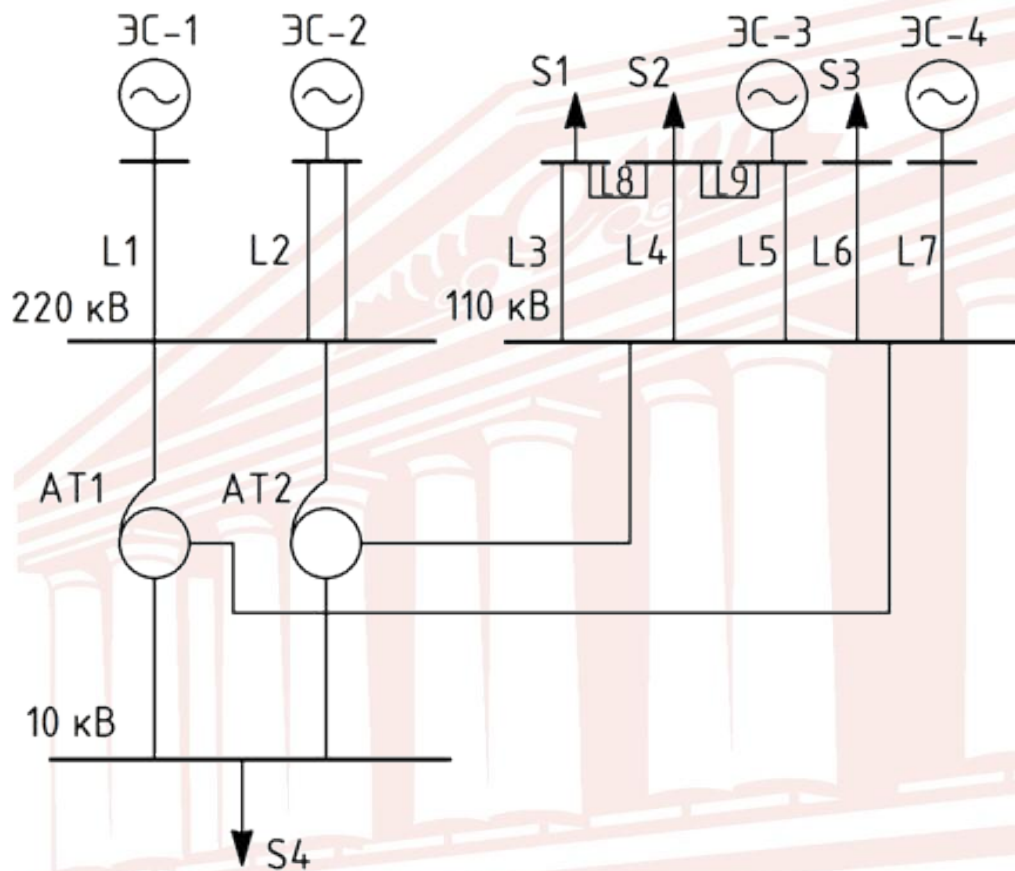 ЭС-1 ЭС-2 ЭС-3 ЭС-4
S1 S2 S3
L8 L9
L1 L2 L3 L4 L5 L6 L7
220 кВ 110 кВ
АТ1 АТ2
10 кВ
S4